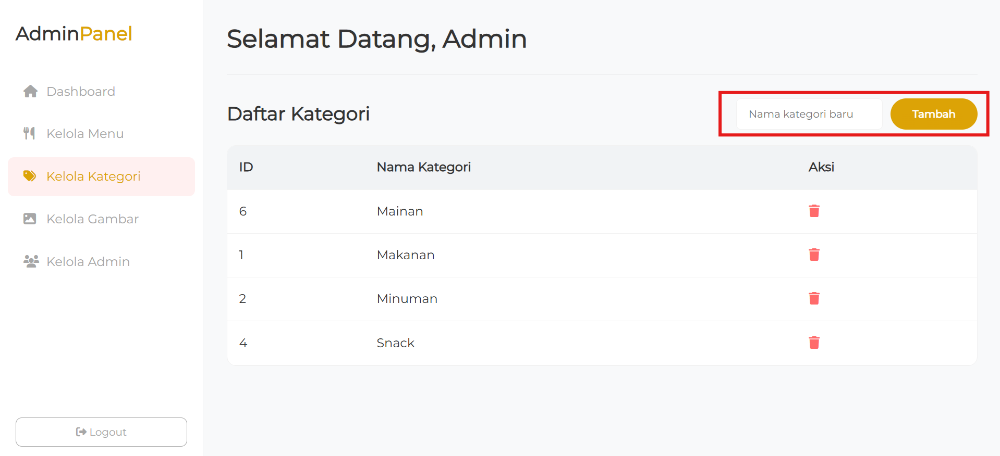 AdminPanel
Dashboard
Kelola Menu
Kelola Kategori
Kelola Gambar
Kelola Admin
Logout
Selamat Datang, Admin
Daftar Kategori
Nama kategori baru
Tambah
ID Nama Kategori Aksi
6 Mainan
1 Makanan
2 Minuman
4 Snack